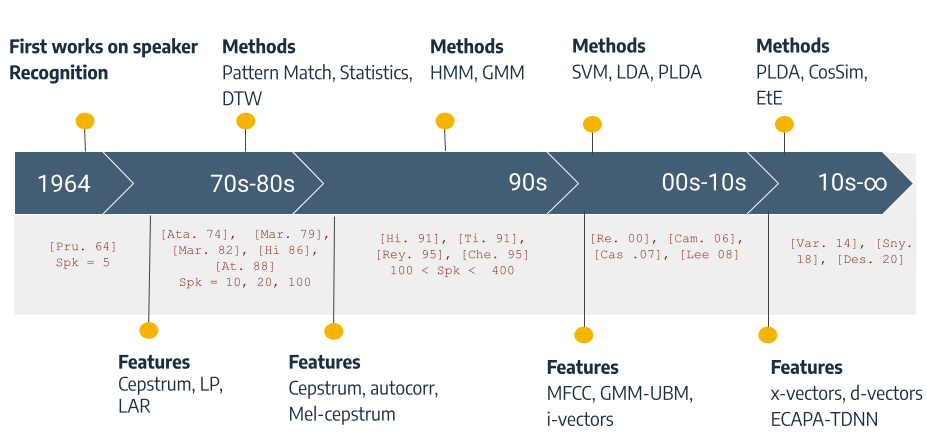 First works on speaker
Recognition
Methods
Pattern Match, Statistics,
DTW
Methods
HMM, GMM
Methods
SVM, LDA, PLDA
Methods
PLDA, CosSim,
EtE
1964
70s-80s
90s
00s-10s
10s-∞
[Pru. 64]
Spk = 5
[Ata. 74], [Mar. 79],
[Mar. 82], [Hi 86],
[At. 88]
Spk = 10, 20, 100
[Hi. 91], [Ti. 91],
[Rey. 95], [Che. 95]
100 < Spk < 400
[Re. 00], [Cam. 06],
[Cas .07], [Lee 08]
[Var. 14], [Sny.
18], [Des. 20]
Features
Cepstrum, LP,
LAR
Features
Cepstrum, autocorr,
Mel-cepstrum
Features
MFCC, GMM-UBM,
i-vectors
Features
x-vectors, d-vectors
ECAPA-TDNN